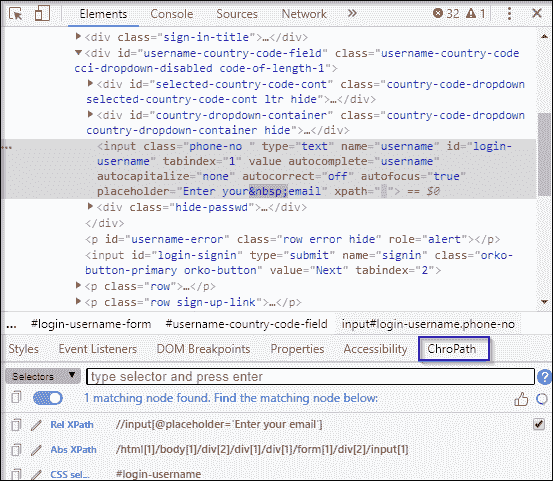 Elements Console Sources Network » 32 1
<div class="sign-in-title">…</div>
▼<div id="username-country-code-field" class="username-country-code
cci-dropdown-disabled code-of-length-1">
▶<div id="selected-country-code-cont" class="country-code-dropdown
selected-country-code-cont ltr hide">…</div>
▶<div id="country-dropdown-container" class="country-code-dropdown
country-dropdown-container hide">…</div>
<input class="phone-no " type="text" name="username" id="login-
username" tabindex="1" value autocomplete="username"
autocapitalize="none" autocorrect="off" autofocus="true"
placeholder="Enter your&nbsp;email" xpath=" "> == $0
▶<div class="hide-passwd">…</div>
</div>
<p id="username-error" class="row error hide" role="alert"></p>
<input id="login-signin" type="submit" name="signin" class="orko-
button-primary orko-button" value="Next" tabindex="2">
▶<p class="row">…</p>
▶<p class="row sign-up-link">…</p>
... #login-username-form #username-country-code-field input#login-username.phone-no
Styles Event Listeners DOM Breakpoints Properties Accessibility ChroPath
Selectors ▼ type selector and press enter ?
1 matching node found. Find the matching node below:
Rel XPath //input[@placeholder='Enter your email']
Abs XPath /html[1]/body[1]/div[2]/div[1]/div[1]/form[1]/div[2]/input[1]
CSS sel... #login-username